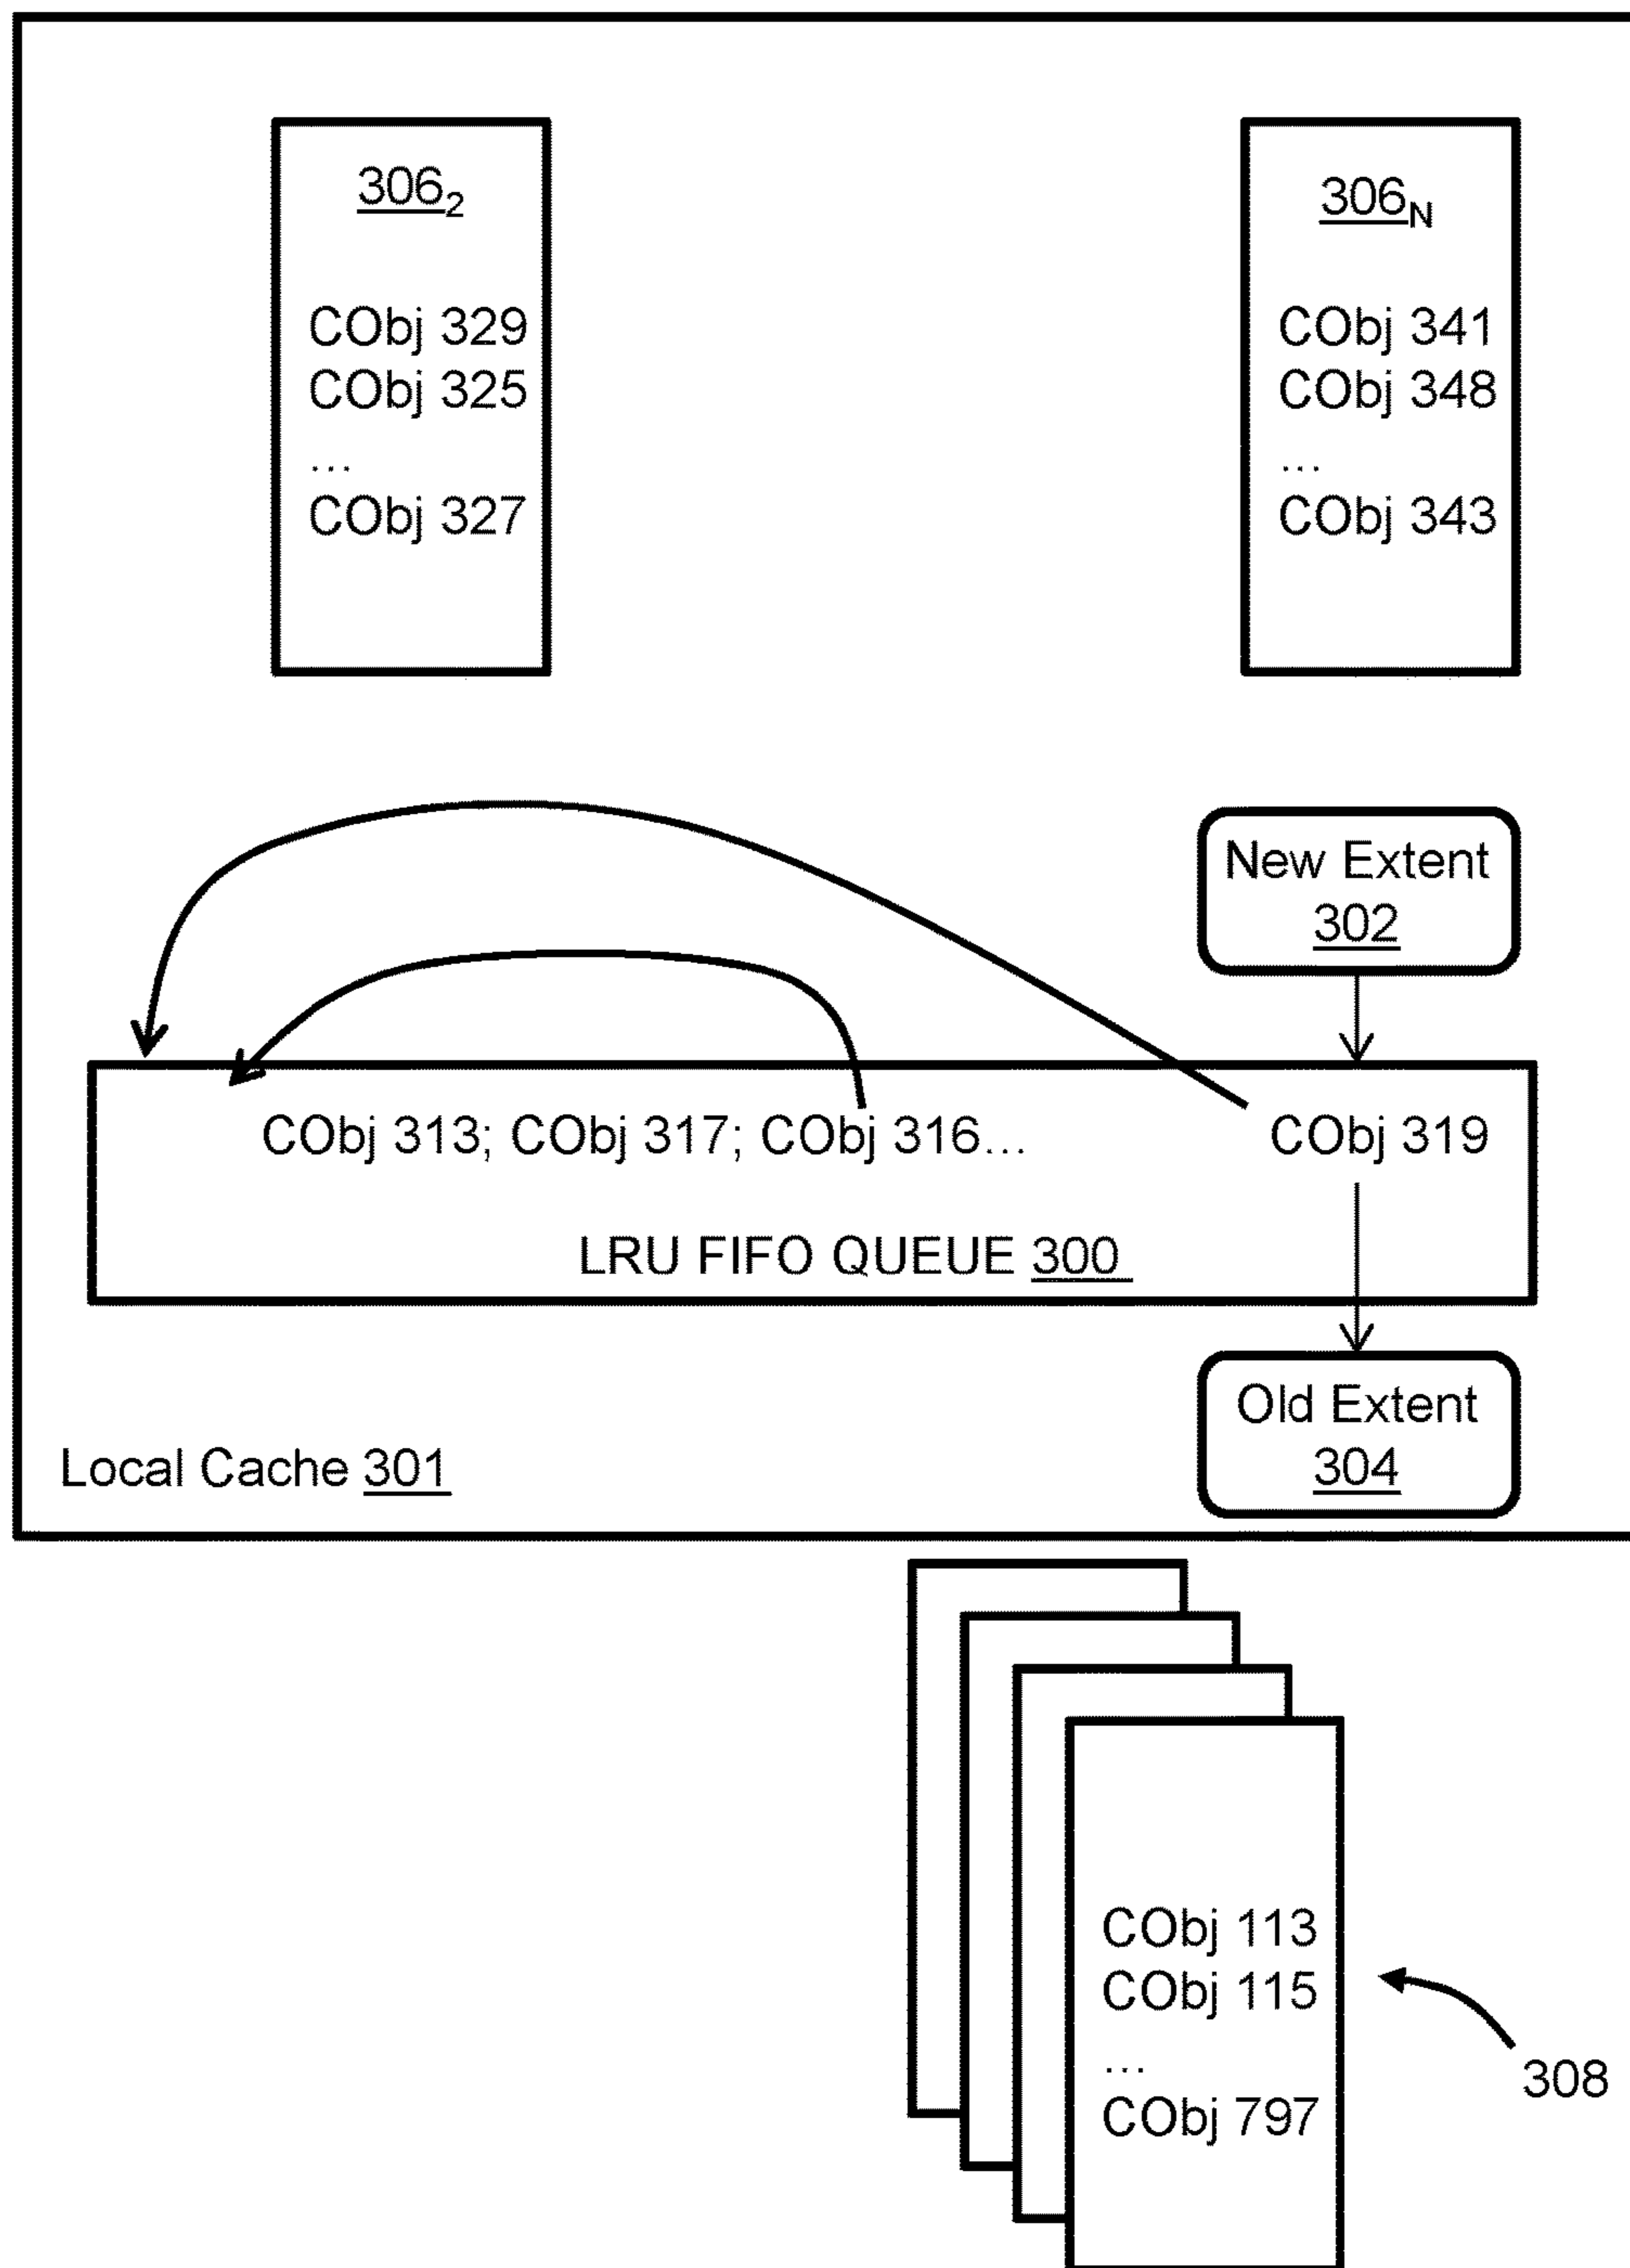 306₂
CObj 329
CObj 325
...
CObj 327
306N
CObj 341
CObj 348
...
CObj 343
New Extent
302
CObj 313; CObj 317; CObj 316... CObj 319
LRU FIFO QUEUE 300
Old Extent
304
Local Cache 301
CObj 113
CObj 115
...
CObj 797
308